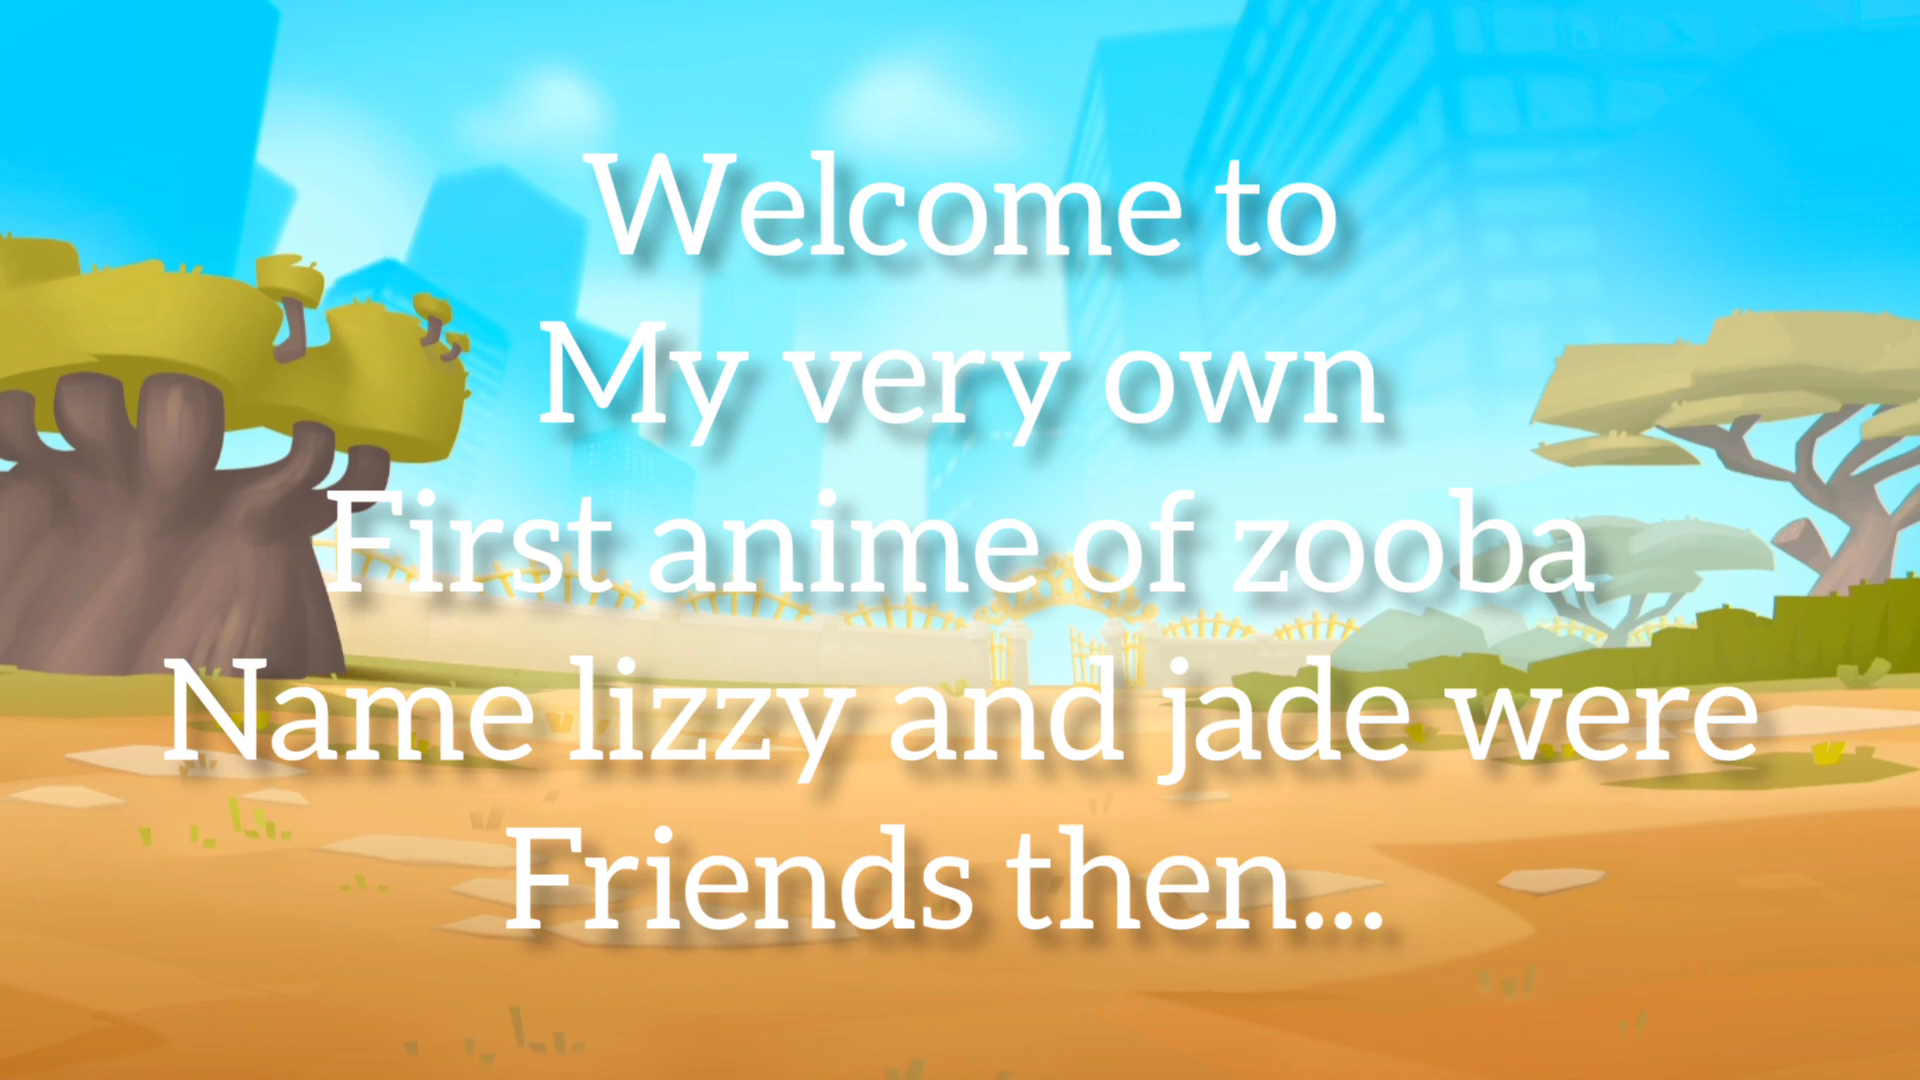 Welcome to
My very own
First anime of zooba
Name lizzy and jade were
Friends then...